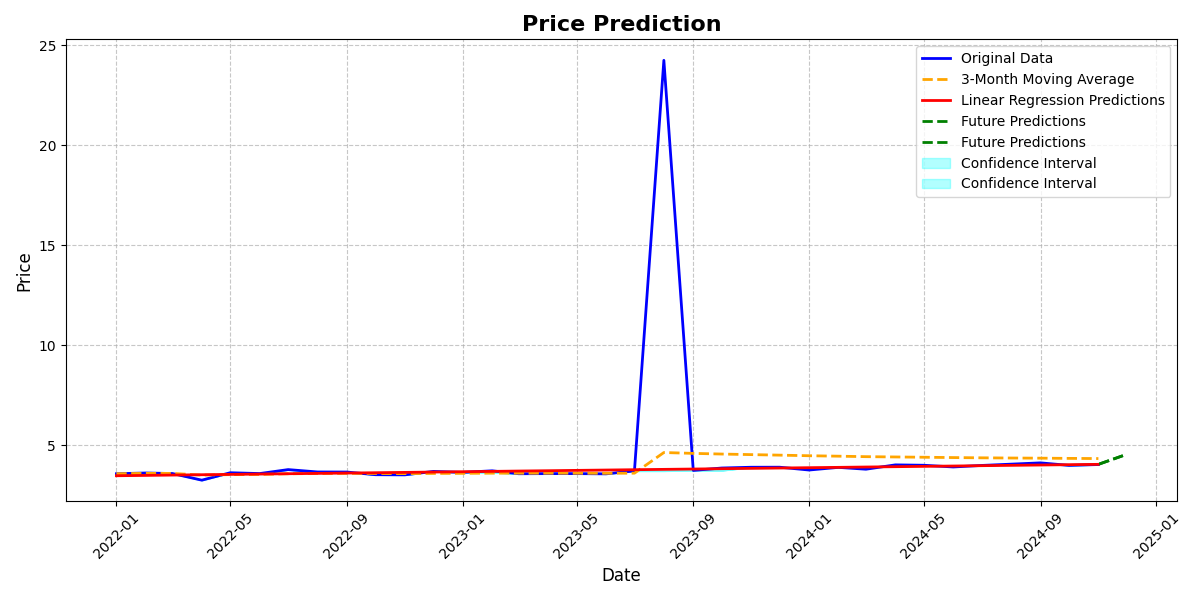 Price Prediction
25
20
15
10
5
Price
Original Data
3-Month Moving Average
Linear Regression Predictions
Future Predictions
Future Predictions
Confidence Interval
Confidence Interval
2022-01
2022-05
2022-09
2023-01
2023-05
2023-09
2024-01
2024-05
2024-09
2025-01
Date